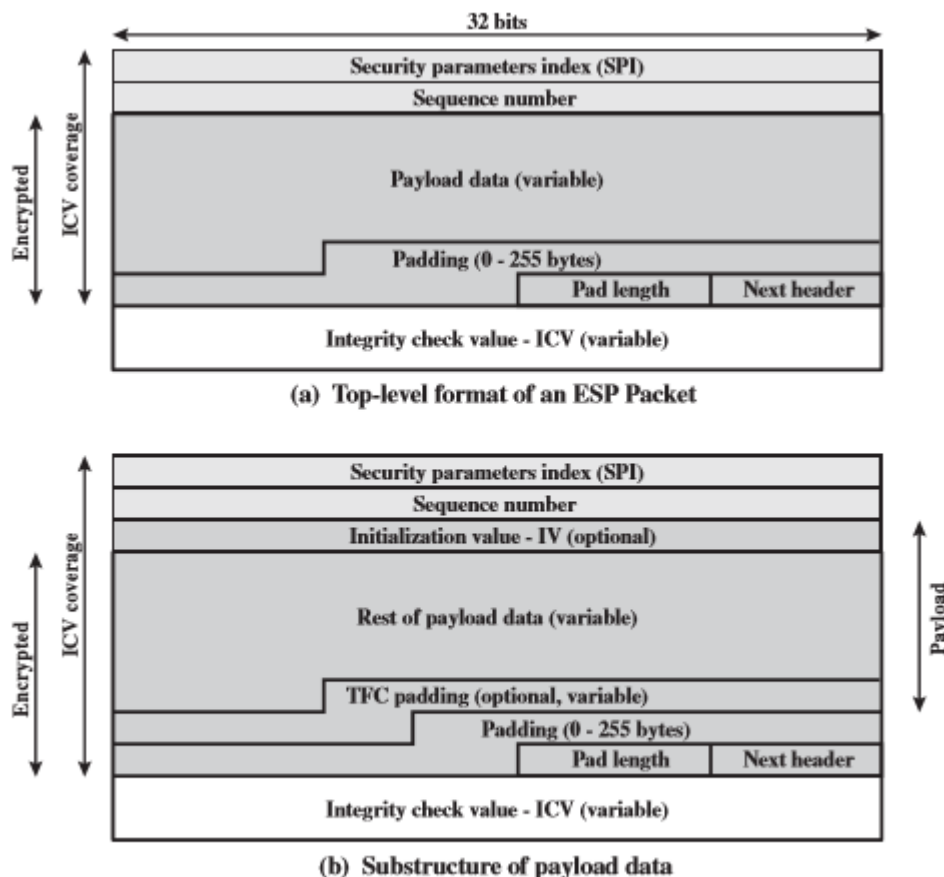 32 bits
Security parameters index (SPI)
Sequence number
Payload data (variable)
Padding (0 - 255 bytes)
Pad length
Next header
Integrity check value - ICV (variable)
Encrypted
ICV coverage
(a) Top-level format of an ESP Packet
Security parameters index (SPI)
Sequence number
Initialization value - IV (optional)
Rest of payload data (variable)
TFC padding (optional, variable)
Padding (0 - 255 bytes)
Pad length
Next header
Integrity check value - ICV (variable)
Encrypted
ICV coverage
Payload
(b) Substructure of payload data